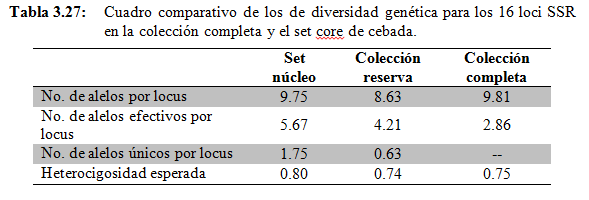 Tabla 3.27: Cuadro comparativo de los de diversidad genética para los 16 loci SSR
en la colección completa y el set core de cebada.
Set núcleo Colección reserva Colección completa
No. de alelos por locus 9.75 8.63 9.81
No. de alelos efectivos por locus 5.67 4.21 2.86
No. de alelos únicos por locus 1.75 0.63 --
Heterocigosidad esperada 0.80 0.74 0.75